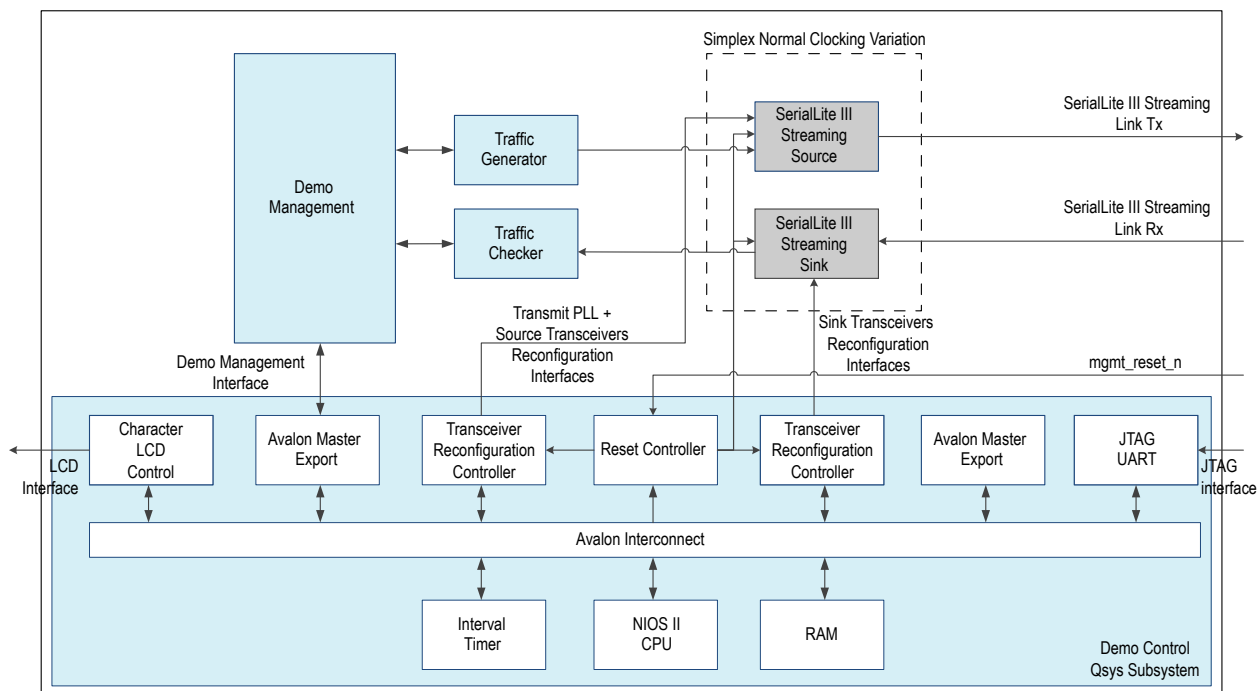 Simplex Normal Clocking Variation
SerialLite III
Streaming
Source
SerialLite III Streaming
Link Tx
Traffic
Generator
Demo
Management
Traffic
Checker
SerialLite III
Streaming
Sink
SerialLite III Streaming
Link Rx
Transmit PLL +
Source Transceivers
Reconfiguration
Interfaces
Sink Transceivers
Reconfiguration
Interfaces
Demo Management
Interface
mgmt_reset_n
Character
LCD
Control
Avalon Master
Export
Transceiver
Reconfiguration
Controller
Reset Controller
Transceiver
Reconfiguration
Controller
Avalon Master
Export
JTAG
UART
LCD
Interface
JTAG
interface
Avalon Interconnect
Interval
Timer
NIOS II
CPU
RAM
Demo Control
Qsys Subsystem